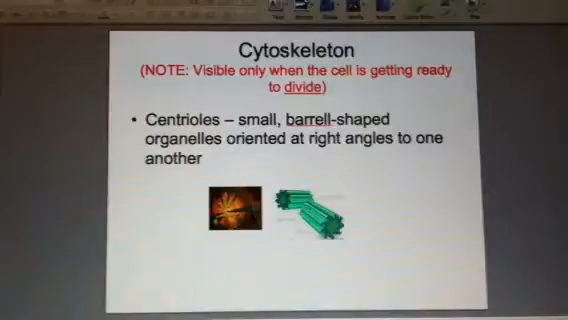 Cytoskeleton
(NOTE: Visible only when the cell is getting ready
to divide)
• Centrioles – small, barrell-shaped
organelles oriented at right angles to one
another